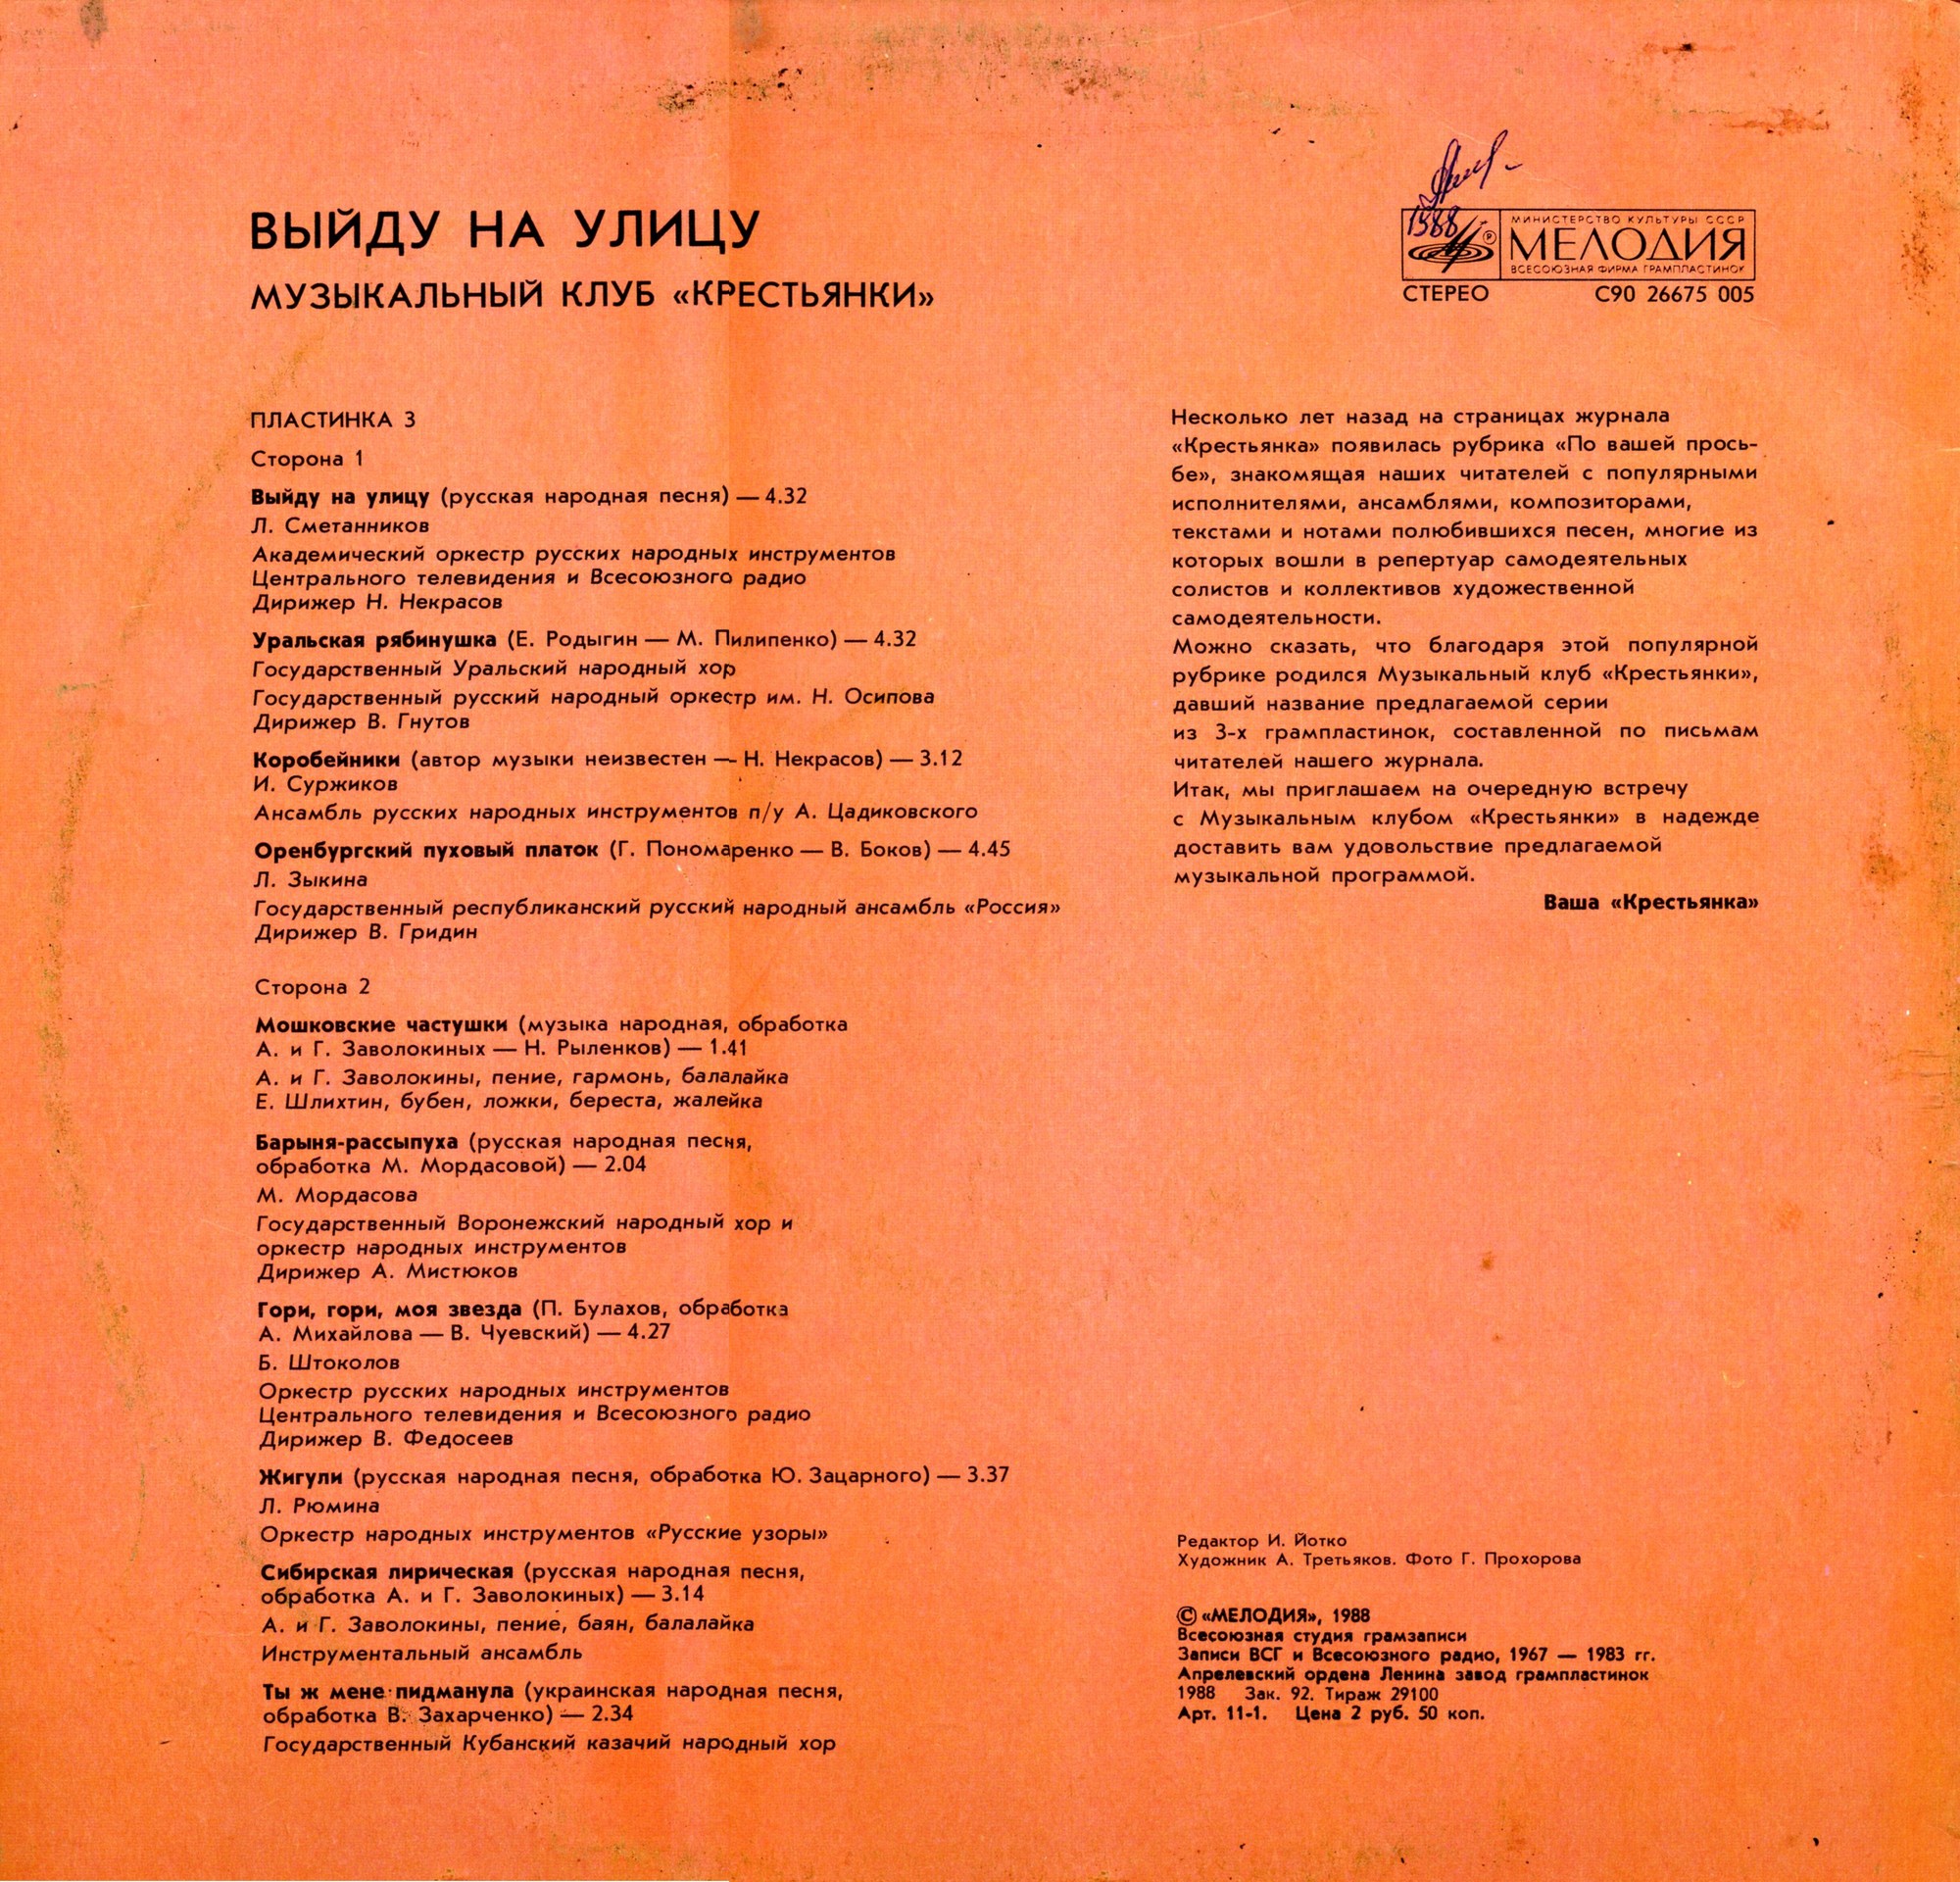 ВЫЙДУ НА УЛИЦУ
МУЗЫКАЛЬНЫЙ КЛУБ «КРЕСТЬЯНКИ»
1988
МИНИСТЕРСТВО КУЛЬТУРЫ СССР
МЕЛОДИЯ
ВСЕСОЮЗНАЯ ФИРМА ГРАМПЛАСТИНОК
СТЕРЕО С90 26675 005
ПЛАСТИНКА 3
Сторона 1
Выйду на улицу (русская народная песня) — 4.32
Л. Сметанников
Академический оркестр русских народных инструментов
Центрального телевидения и Всесоюзного радио
Дирижер Н. Некрасов
Уральская рябинушка (Е. Родыгин — М. Пилипенко) — 4.32
Государственный Уральский народный хор
Государственный русский народный оркестр им. Н. Осипова
Дирижер В. Гнутов
Коробейники (автор музыки неизвестен — Н. Некрасов) — 3.12
И. Суржиков
Ансамбль русских народных инструментов п/у А. Цадиковского
Оренбургский пуховый платок (Г. Пономаренко — В. Боков) — 4.45
Л. Зыкина
Государственный республиканский русский народный ансамбль «Россия»
Дирижер В. Гридин
Сторона 2
Мошковские частушки (музыка народная, обработка
А. и Г. Заволокиных — Н. Рыленков) — 1.41
А. и Г. Заволокины, пение, гармонь, балалайка
Е. Шлихтин, бубен, ложки, береста, жалейка
Барыня-рассыпуха (русская народная песня,
обработка М. Мордасовой) — 2.04
М. Мордасова
Государственный Воронежский народный хор и
оркестр народных инструментов
Дирижер А. Мистюков
Гори, гори, моя звезда (П. Булахов, обработка
А. Михайлова — В. Чуевский) — 4.27
Б. Штоколов
Оркестр русских народных инструментов
Центрального телевидения и Всесоюзного радио
Дирижер В. Федосеев
Жигули (русская народная песня, обработка Ю. Зацарного) — 3.37
Л. Рюмина
Оркестр народных инструментов «Русские узоры»
Сибирская лирическая (русская народная песня,
обработка А. и Г. Заволокиных) — 3.14
А. и Г. Заволокины, пение, баян, балалайка
Инструментальный ансамбль
Ты ж мене пидманула (украинская народная песня,
обработка В. Захарченко) — 2.34
Государственный Кубанский казачий народный хор
Несколько лет назад на страницах журнала
«Крестьянка» появилась рубрика «По вашей прось-
бе», знакомящая наших читателей с популярными
исполнителями, ансамблями, композиторами,
текстами и нотами полюбившихся песен, многие из
которых вошли в репертуар самодеятельных
солистов и коллективов художественной
самодеятельности.
Можно сказать, что благодаря этой популярной
рубрике родился Музыкальный клуб «Крестьянки»,
давший название предлагаемой серии
из 3-х грампластинок, составленной по письмам
читателей нашего журнала.
Итак, мы приглашаем на очередную встречу
с Музыкальным клубом «Крестьянки» в надежде
доставить вам удовольствие предлагаемой
музыкальной программой.
Ваша «Крестьянка»
Редактор И. Йотко
Художник А. Третьяков. Фото Г. Прохорова
© «МЕЛОДИЯ», 1988
Всесоюзная студия грамзаписи
Записи ВСГ и Всесоюзного радио, 1967 — 1983 гг.
Апрелевский ордена Ленина завод грампластинок
1988 Зак. 92. Тираж 29100
Арт. 11-1. Цена 2 руб. 50 коп.